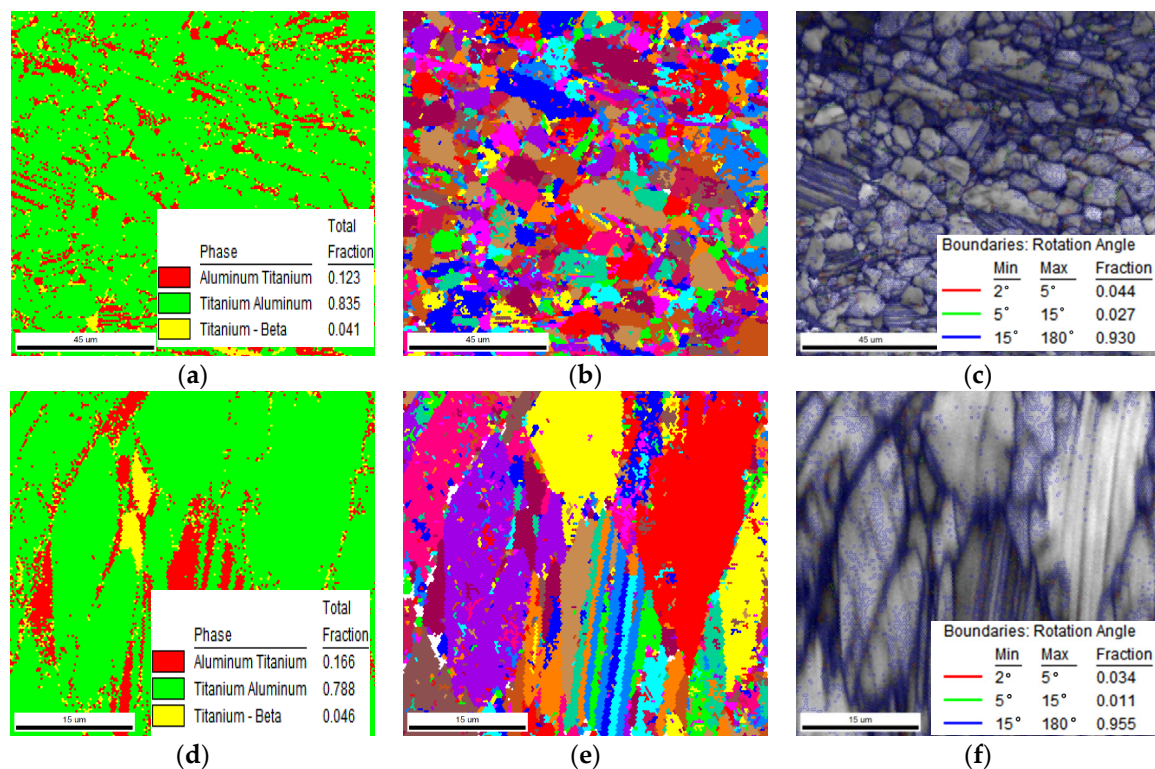 Total
Phase Fraction
Aluminum Titanium 0.123
Titanium Aluminum 0.835
Titanium - Beta 0.041
45 um
45 um
Boundaries: Rotation Angle
Min Max Fraction
2° 5° 0.044
5° 15° 0.027
15° 180° 0.930
45 um
(a) (b) (c)
Total
Phase Fraction
Aluminum Titanium 0.166
Titanium Aluminum 0.788
Titanium - Beta 0.046
15 um
15 um
Boundaries: Rotation Angle
Min Max Fraction
2° 5° 0.034
5° 15° 0.011
15° 180° 0.955
15 um
(d) (e) (f)